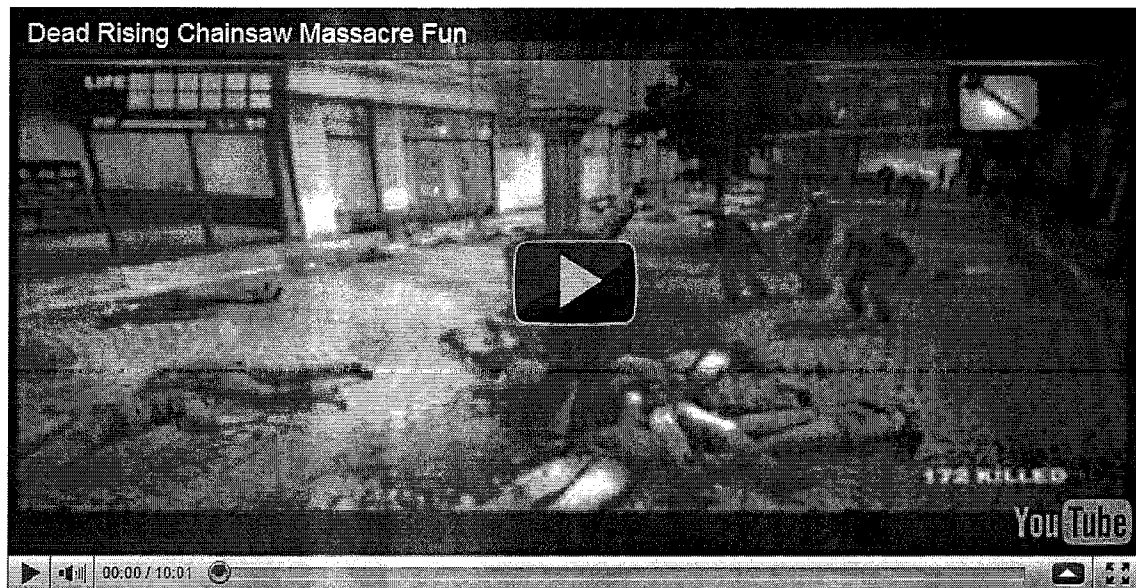 Dead Rising Chainsaw Massacre Fun
LIFE
172 KILLED
YouTube
00:00 / 10:01